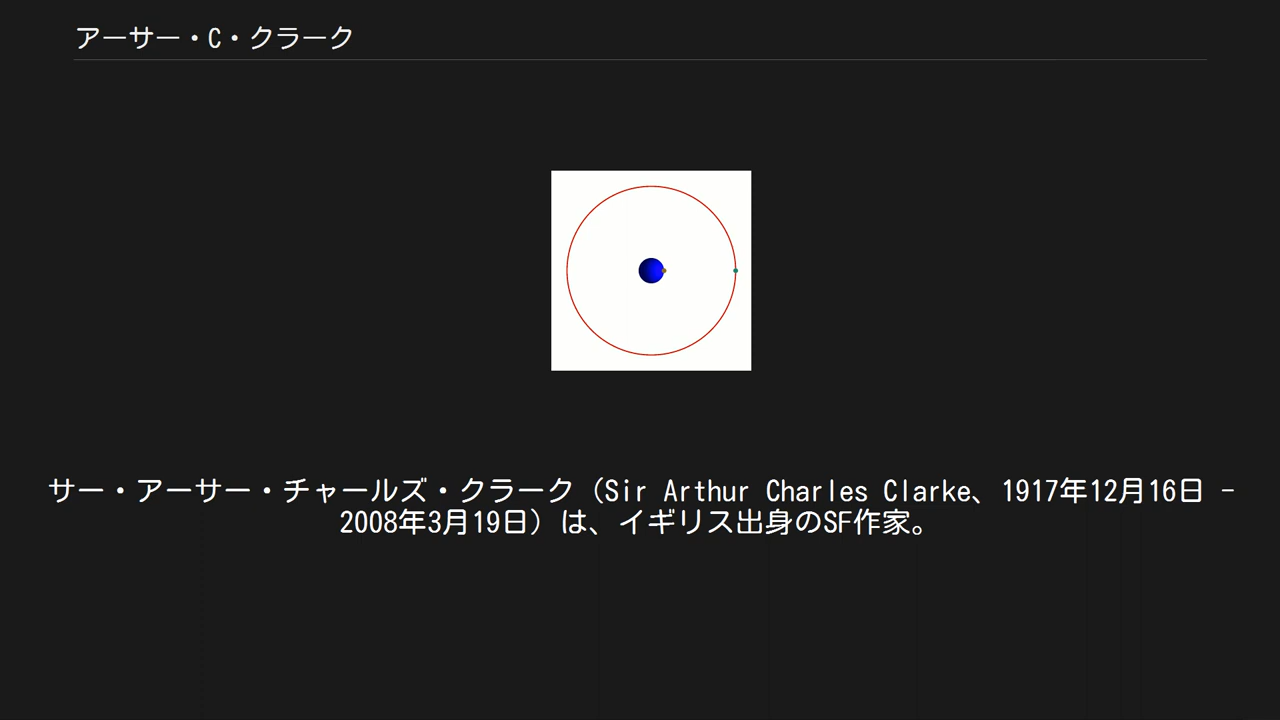 アーサー・C・クラーク
サー・アーサー・チャールズ・クラーク（Sir Arthur Charles Clarke、1917年12月16日 -
2008年3月19日）は、イギリス出身のSF作家。